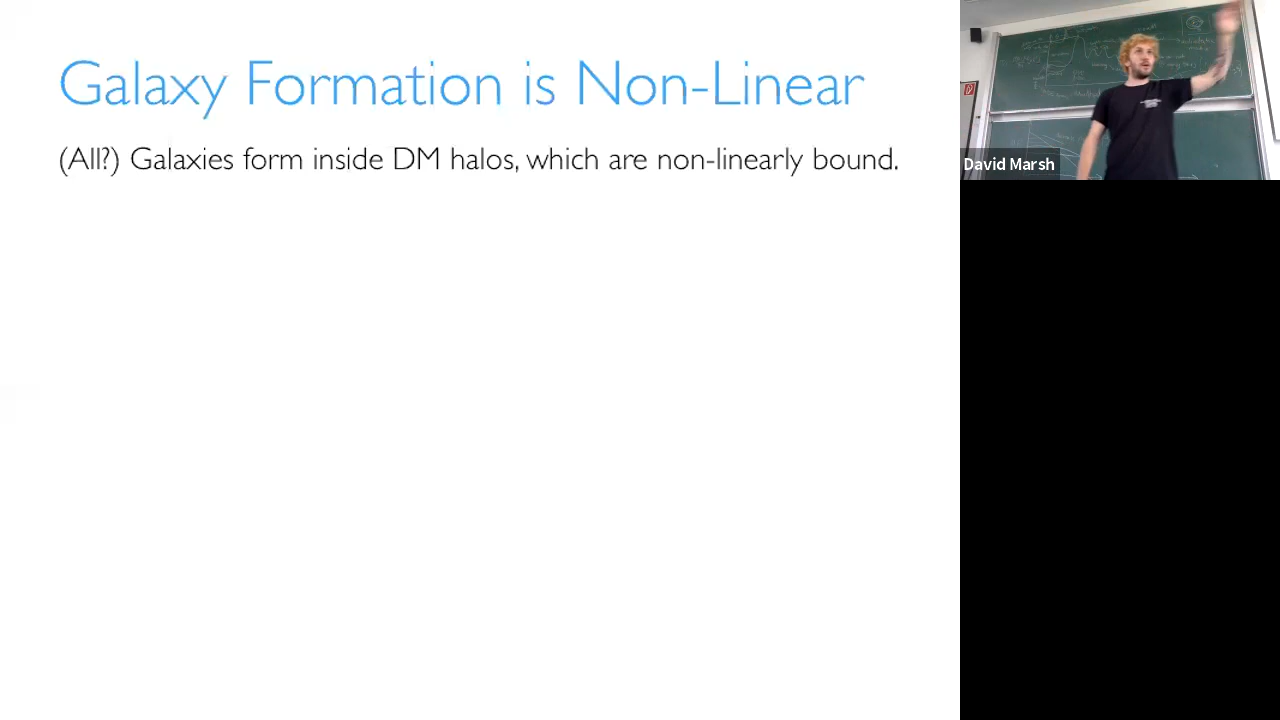 Galaxy Formation is Non-Linear
(All?) Galaxies form inside DM halos, which are non-linearly bound.
David Marsh